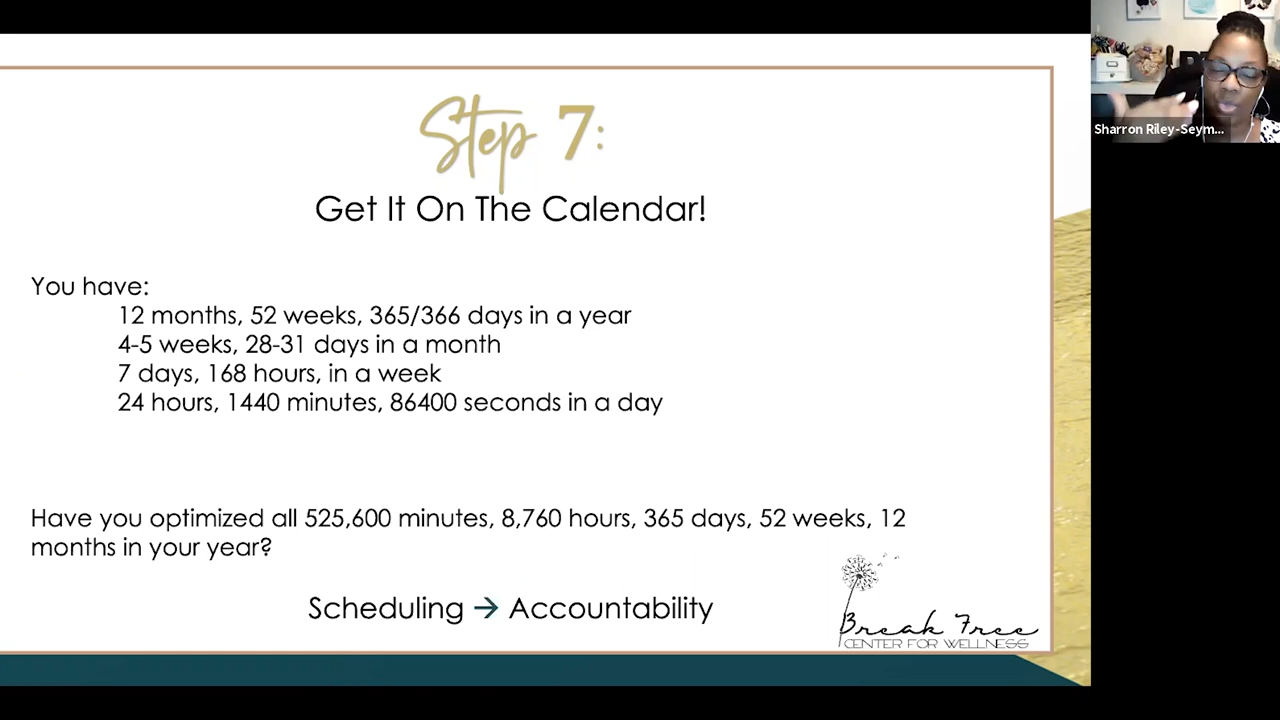 Step 7:
Get It On The Calendar!
You have:
12 months, 52 weeks, 365/366 days in a year
4-5 weeks, 28-31 days in a month
7 days, 168 hours, in a week
24 hours, 1440 minutes, 86400 seconds in a day
Have you optimized all 525,600 minutes, 8,760 hours, 365 days, 52 weeks, 12
months in your year?
Scheduling → Accountability
Break Free
CENTER FOR WELLNESS
Sharron Riley-Seym...